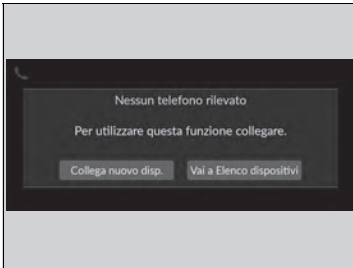 Nessun telefono rilevato
Per utilizzare questa funzione collegare.
Collega nuovo disp. Vai a Elenco dispositivi